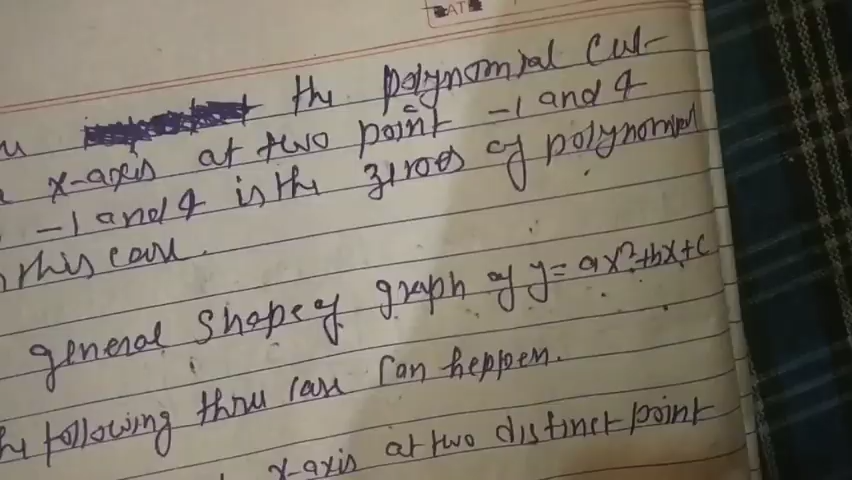 the polynomial cut
x-axis at two point -1 and 4
-1 and 4 is the zeroes of polynomial
this case.
general shape of graph of y = ax²+bx+c
following three case can heppen.
x-axis at two distinct point